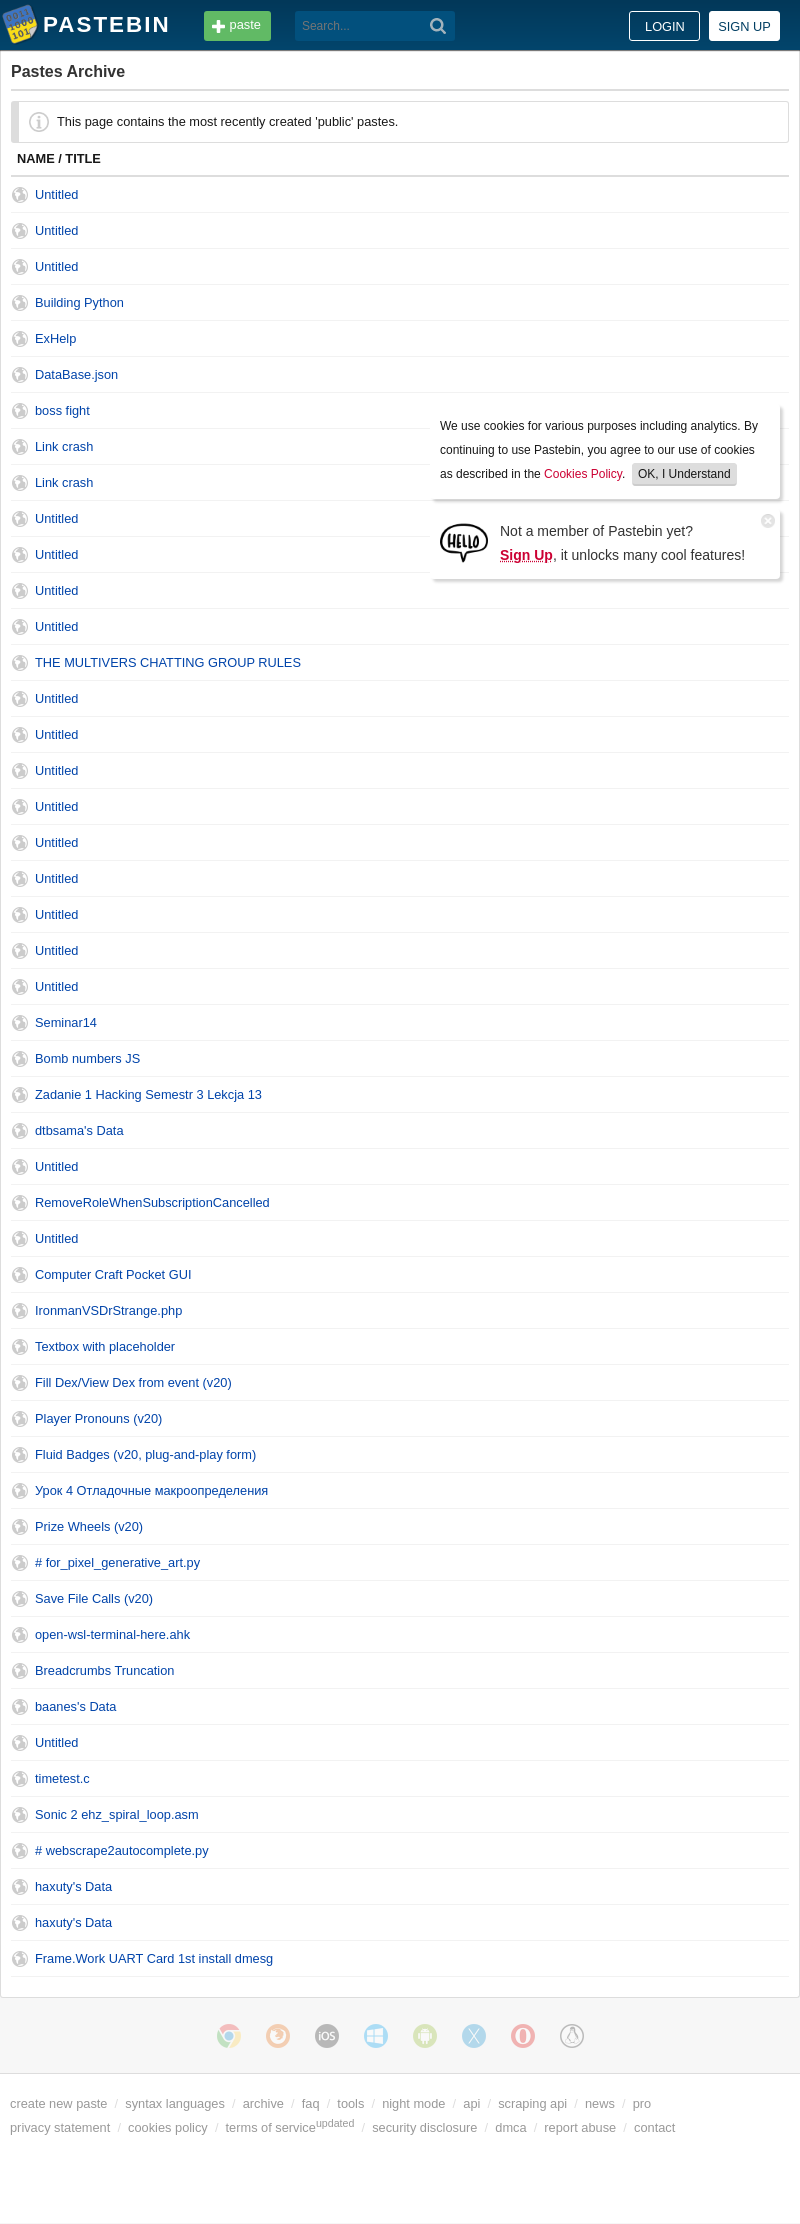 PASTEBIN
paste
Search...
LOGIN
SIGN UP
Pastes Archive
This page contains the most recently created 'public' pastes.
NAME / TITLE
Untitled
Untitled
Untitled
Building Python
ExHelp
DataBase.json
boss fight
Link crash
Link crash
Untitled
Untitled
Untitled
Untitled
THE MULTIVERS CHATTING GROUP RULES
Untitled
Untitled
Untitled
Untitled
Untitled
Untitled
Untitled
Untitled
Untitled
Seminar14
Bomb numbers JS
Zadanie 1 Hacking Semestr 3 Lekcja 13
dtbsama's Data
Untitled
RemoveRoleWhenSubscriptionCancelled
Untitled
Computer Craft Pocket GUI
IronmanVSDrStrange.php
Textbox with placeholder
Fill Dex/View Dex from event (v20)
Player Pronouns (v20)
Fluid Badges (v20, plug-and-play form)
Урок 4 Отладочные макроопределения
Prize Wheels (v20)
# for_pixel_generative_art.py
Save File Calls (v20)
open-wsl-terminal-here.ahk
Breadcrumbs Truncation
baanes's Data
Untitled
timetest.c
Sonic 2 ehz_spiral_loop.asm
# webscrape2autocomplete.py
haxuty's Data
haxuty's Data
Frame.Work UART Card 1st install dmesg
We use cookies for various purposes including analytics. By
continuing to use Pastebin, you agree to our use of cookies
as described in the Cookies Policy. OK, I Understand
HELLO
Not a member of Pastebin yet?
Sign Up, it unlocks many cool features!
iOS
create new paste / syntax languages / archive / faq / tools / night mode / api / scraping api / news / pro
privacy statement / cookies policy / terms of serviceupdated / security disclosure / dmca / report abuse / contact